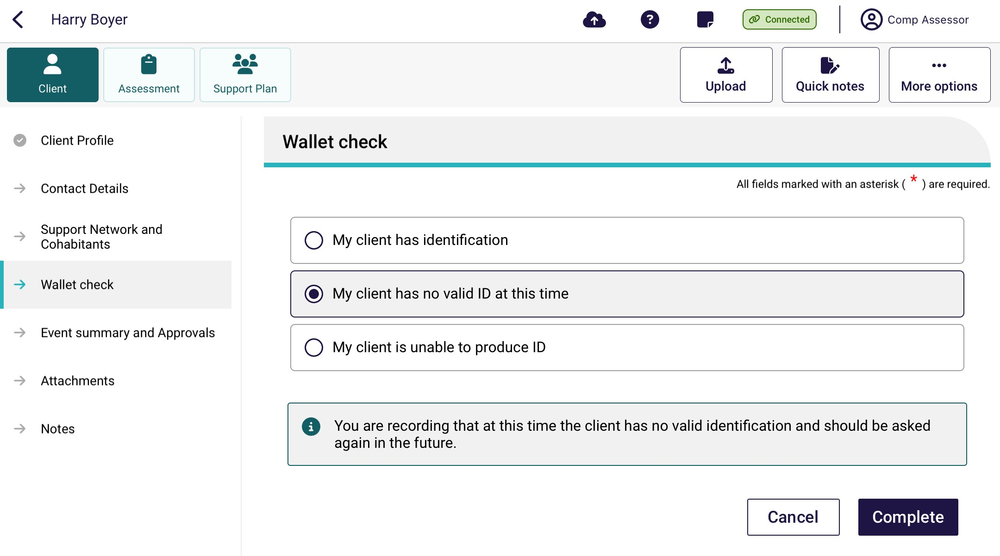 Harry Boyer
Connected
Comp Assessor
Client
Assessment
Support Plan
Upload
Quick notes
More options
Client Profile
Contact Details
Support Network and
Cohabitants
Wallet check
Event summary and Approvals
Attachments
Notes
Wallet check
All fields marked with an asterisk ( * ) are required.
My client has identification
My client has no valid ID at this time
My client is unable to produce ID
You are recording that at this time the client has no valid identification and should be asked
again in the future.
Cancel
Complete